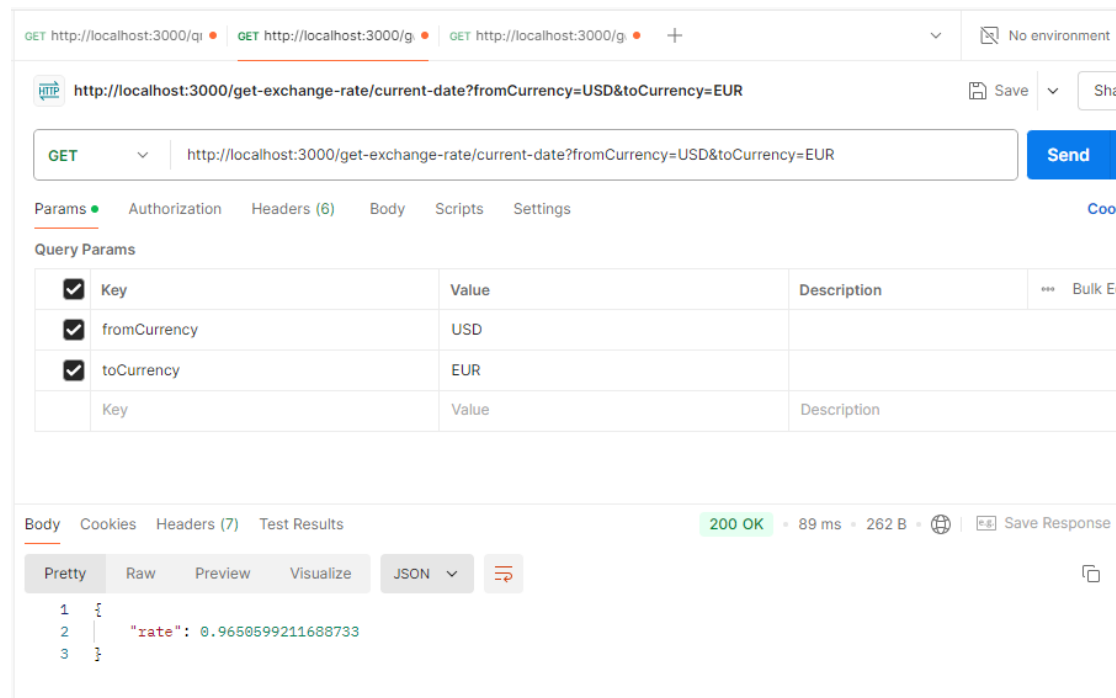 GET http://localhost:3000/q GET http://localhost:3000/g GET http://localhost:3000/g No environment
HTTP http://localhost:3000/get-exchange-rate/current-date?fromCurrency=USD&toCurrency=EUR Save Sha
GET http://localhost:3000/get-exchange-rate/current-date?fromCurrency=USD&toCurrency=EUR Send
Params Authorization Headers (6) Body Scripts Settings Coo
Query Params
Key Value Description Bulk E
fromCurrency USD
toCurrency EUR
Key Value Description
Body Cookies Headers (7) Test Results 200 OK 89 ms 262 B e.g. Save Response
Pretty Raw Preview Visualize JSON
1 {
2 "rate": 0.9650599211688733
3 }